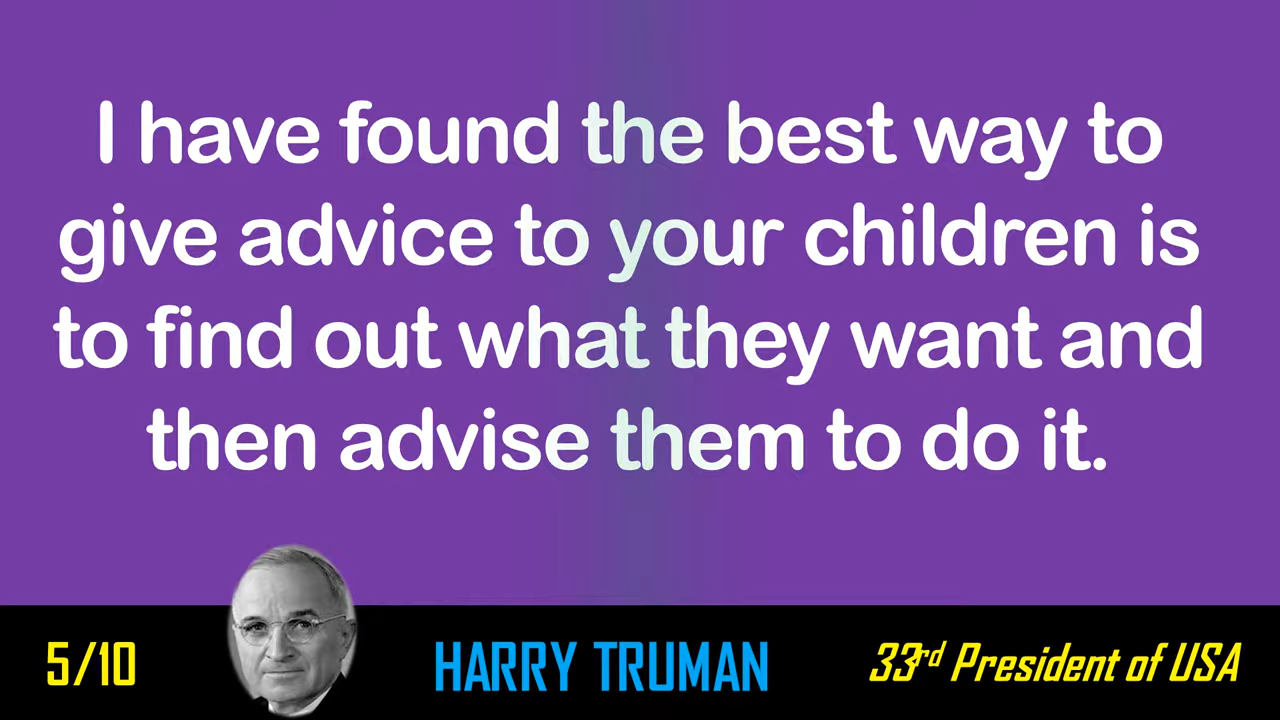 I have found the best way to
give advice to your children is
to find out what they want and
then advise them to do it.
5/10
HARRY TRUMAN
33rd President of USA